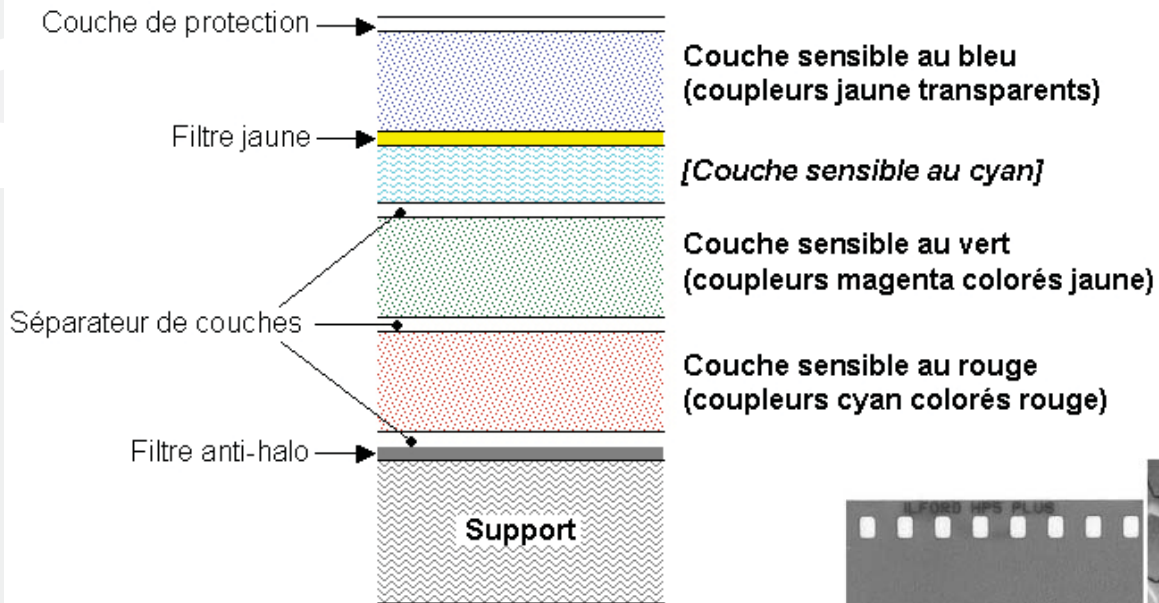 Couche de protection
Couche sensible au bleu
(coupleurs jaune transparents)
Filtre jaune
[Couche sensible au cyan]
Couche sensible au vert
(coupleurs magenta colorés jaune)
Séparateur de couches
Couche sensible au rouge
(coupleurs cyan colorés rouge)
Filtre anti-halo
Support
ILFORD HP5 PLUS